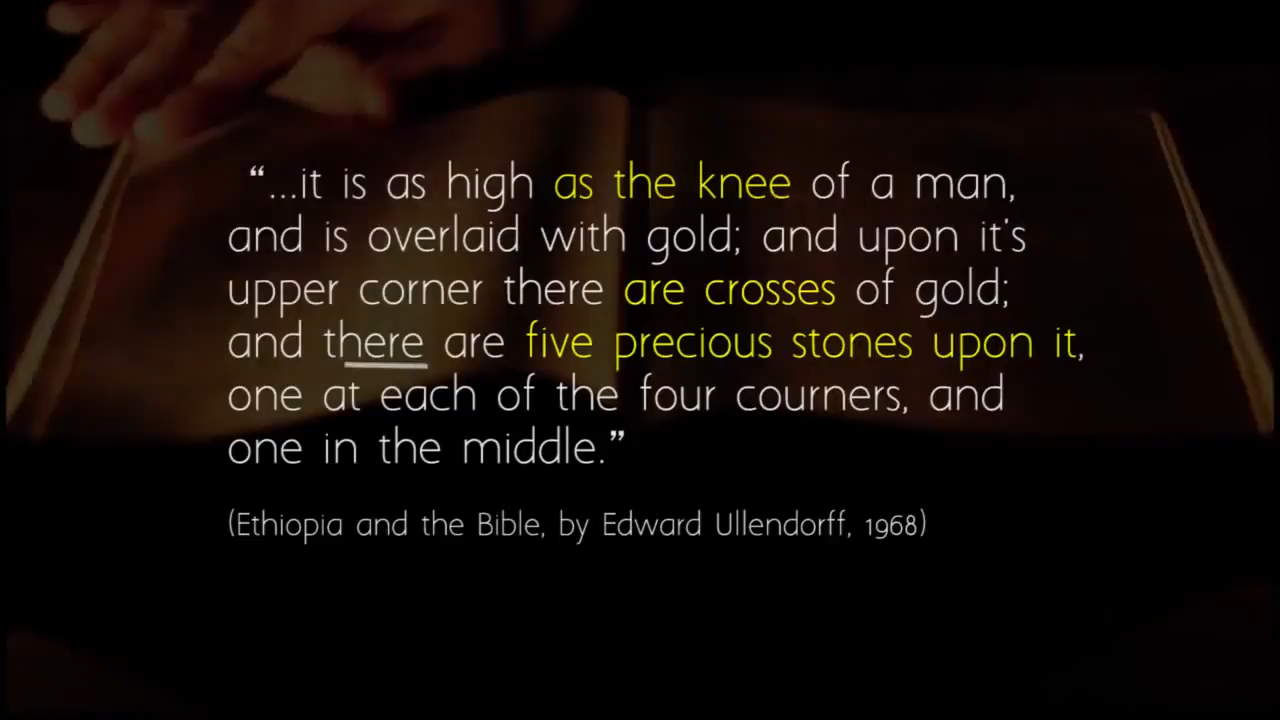 “...it is as high as the knee of a man,
and is overlaid with gold; and upon it's
upper corner there are crosses of gold;
and there are five precious stones upon it,
one at each of the four courners, and
one in the middle.”
(Ethiopia and the Bible, by Edward Ullendorff, 1968)